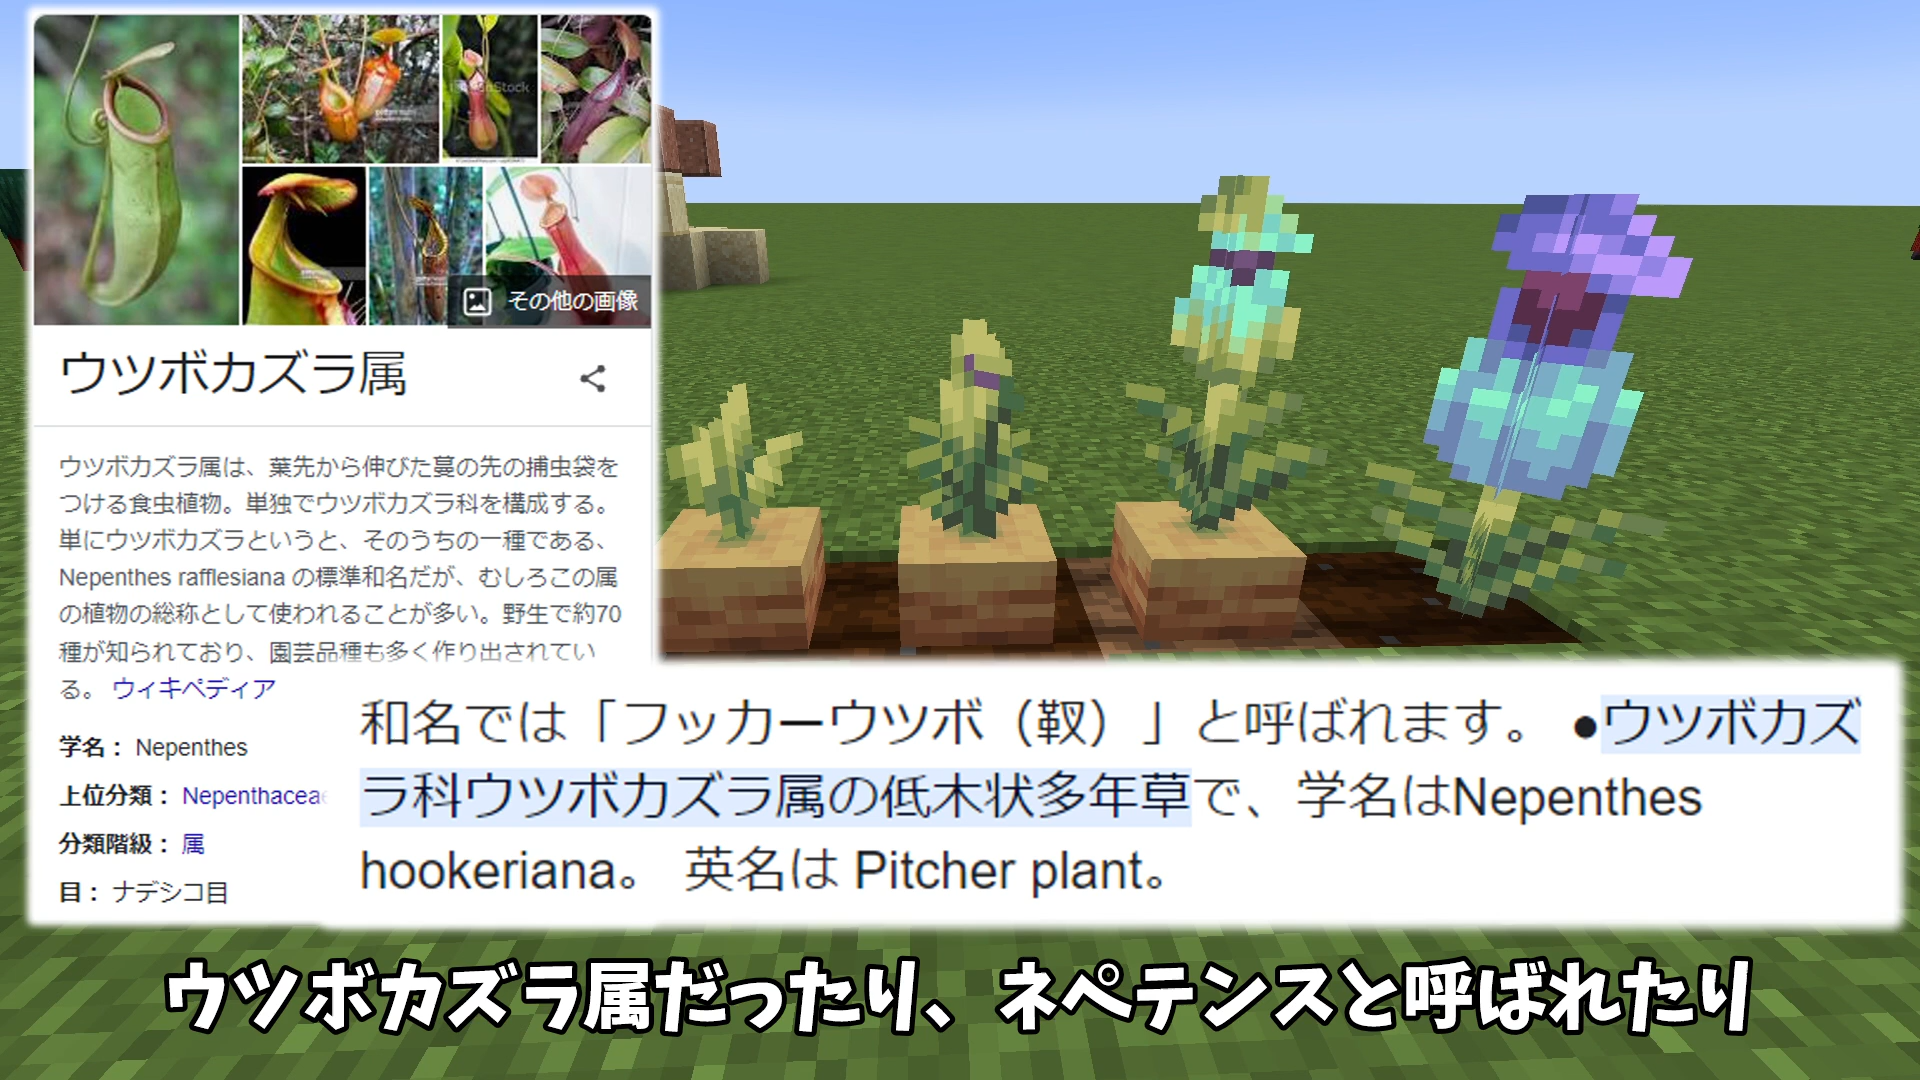 その他の画像
ウツボカズラ属
ウツボカズラ属は、葉先から伸びた蔓の先の捕虫袋を
つける食虫植物。単独でウツボカズラ科を構成する。
単にウツボカズラというと、そのうちの一種である、
Nepenthes rafflesiana の標準和名だが、むしろこの属
の植物の総称として使われることが多い。野生で約70
種が知られており、園芸品種も多く作り出されてい
る。 ウィキペディア
学名： Nepenthes
上位分類： Nepenthaceae
分類階級： 属
目： ナデシコ目
和名では「フッカーウツボ（靫）」と呼ばれます。 ●ウツボカズ
ラ科ウツボカズラ属の低木状多年草で、学名はNepenthes
hookeriana。 英名は Pitcher plant。
ウツボカズラ属だったり、ネペテンスと呼ばれたり